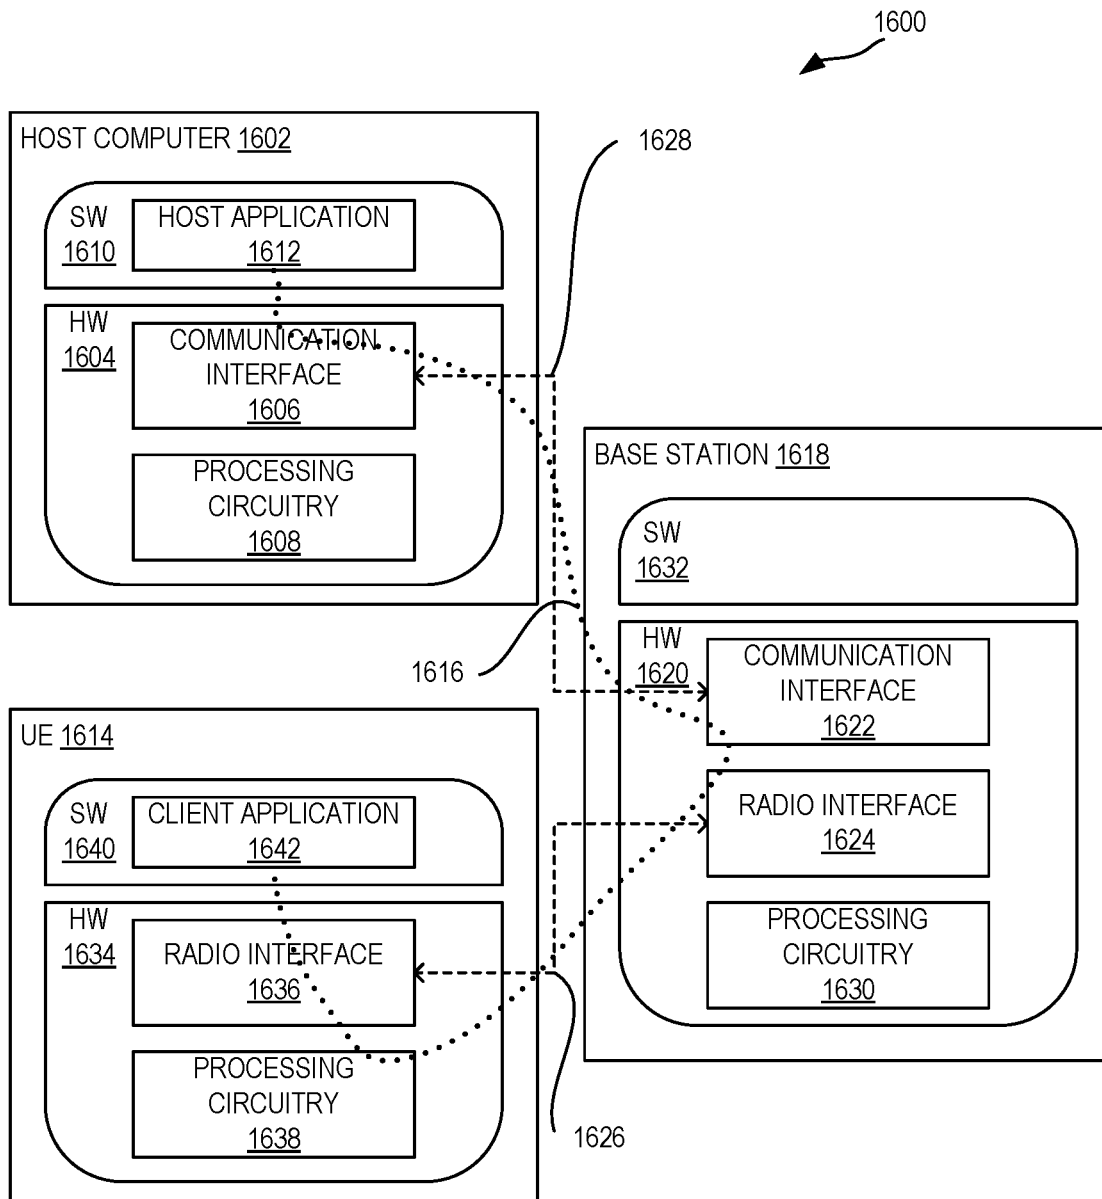 1600
HOST COMPUTER 1602
1628
SW
1610
HOST APPLICATION
1612
HW
1604
COMMUNICATION
INTERFACE
1606
PROCESSING
CIRCUITRY
1608
BASE STATION 1618
SW
1632
HW
1620
COMMUNICATION
INTERFACE
1622
RADIO INTERFACE
1624
PROCESSING
CIRCUITRY
1630
1616
UE 1614
SW
1640
CLIENT APPLICATION
1642
HW
1634
RADIO INTERFACE
1636
PROCESSING
CIRCUITRY
1638
1626